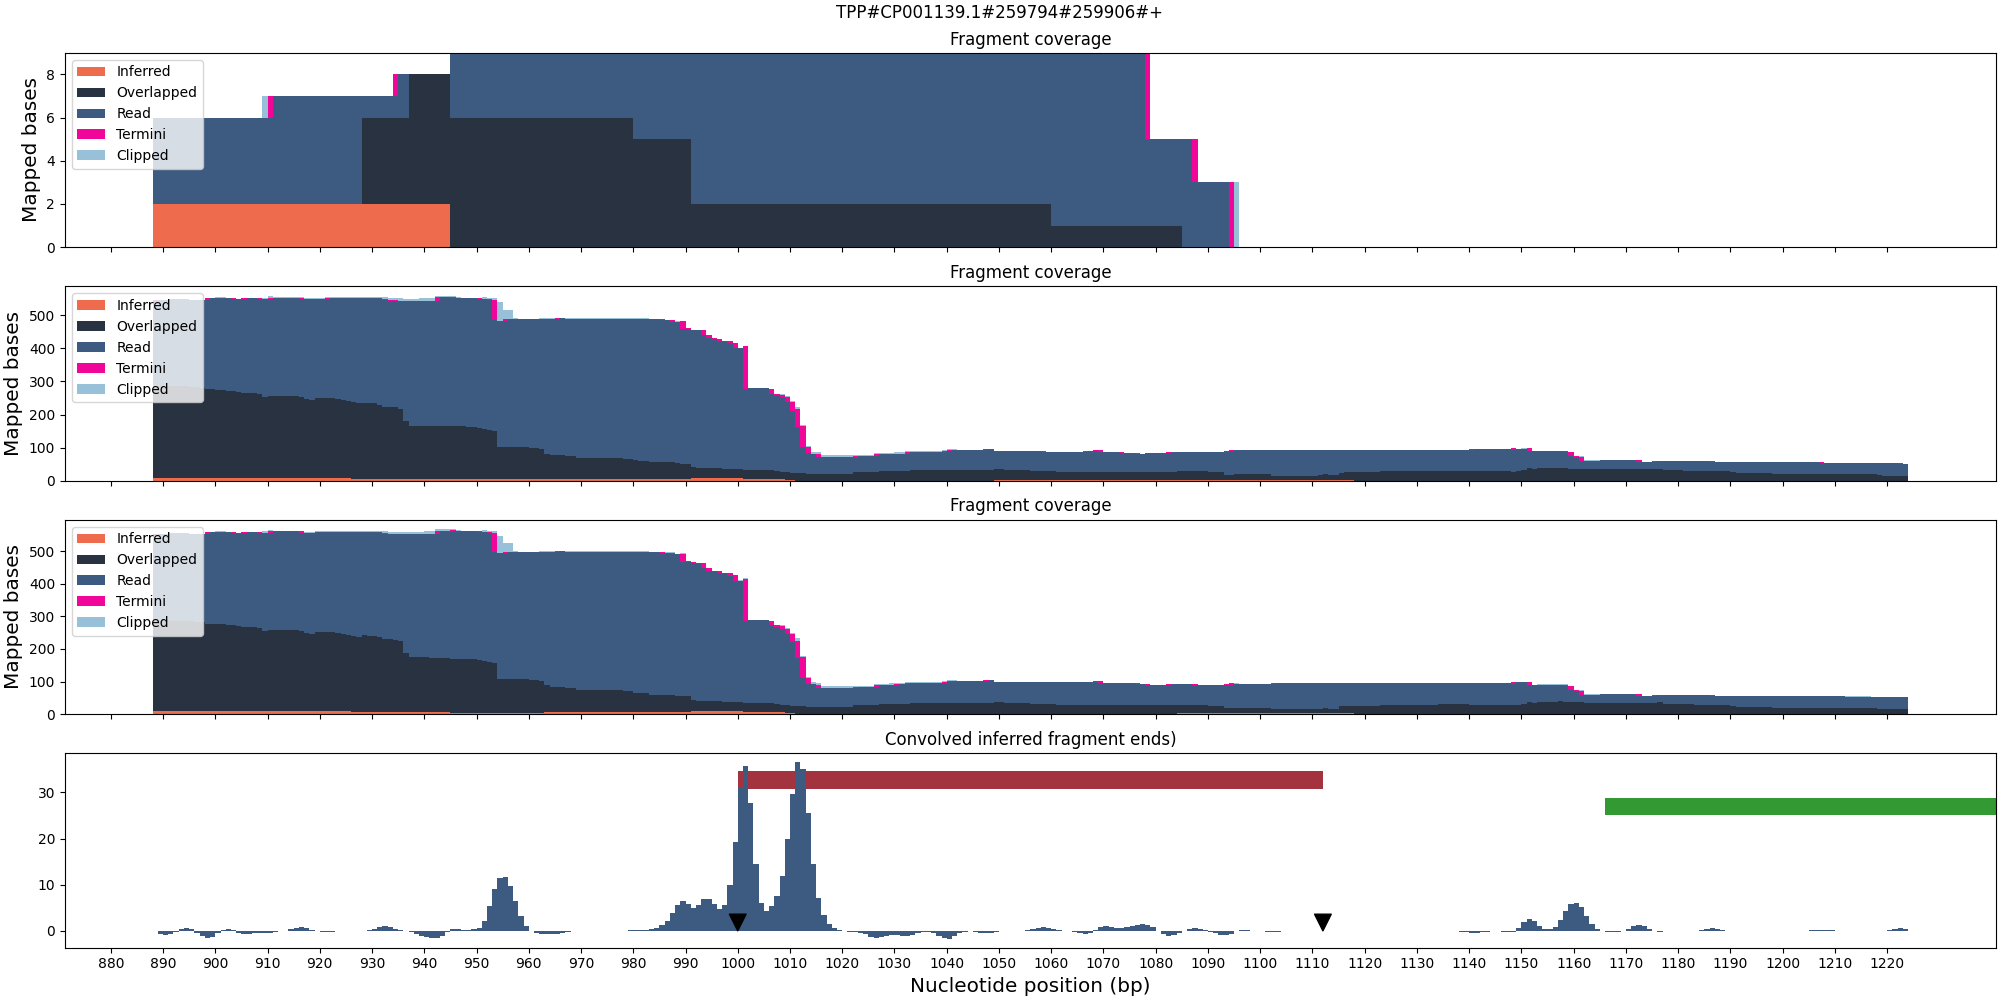 TPP#CP001139.1#259794#259906#+
Fragment coverage
Mapped bases
8
6
4
2
0
Inferred
Overlapped
Read
Termini
Clipped
Fragment coverage
Mapped bases
500
400
300
200
100
0
Inferred
Overlapped
Read
Termini
Clipped
Fragment coverage
Mapped bases
500
400
300
200
100
0
Inferred
Overlapped
Read
Termini
Clipped
Convolved inferred fragment ends)
30
20
10
0
880 890 900 910 920 930 940 950 960 970 980 990 1000 1010 1020 1030 1040 1050 1060 1070 1080 1090 1100 1110 1120 1130 1140 1150 1160 1170 1180 1190 1200 1210 1220
Nucleotide position (bp)